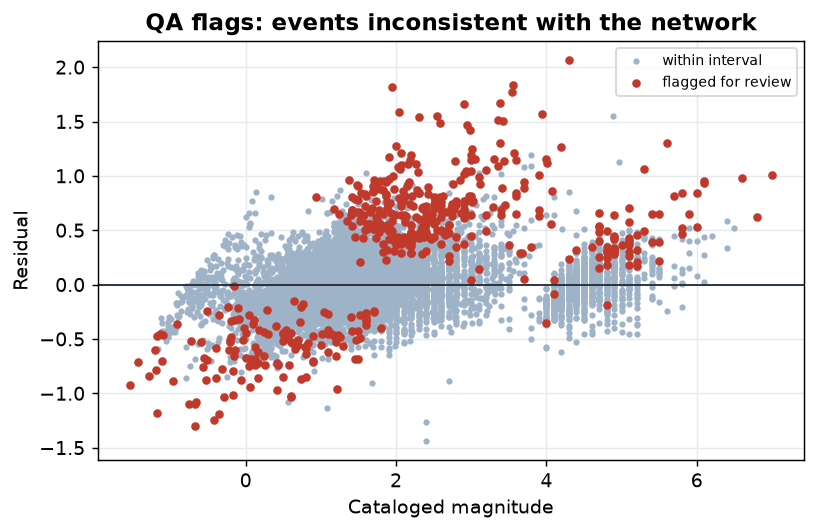 QA flags: events inconsistent with the network
within interval
flagged for review
Residual
2.0
1.5
1.0
0.5
0.0
−0.5
−1.0
−1.5
0 2 4 6
Cataloged magnitude